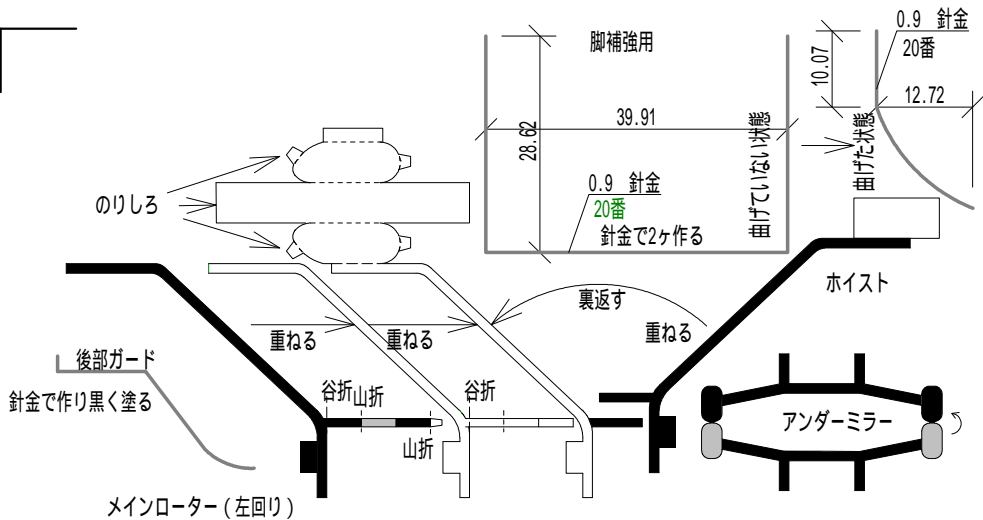 0.9 針金
20番
脚補強用
10.07
12.72
39.91
28.62
曲げていない状態
曲げた状態
のりしろ
0.9 針金
20番
針金で2ヶ作る
ホイスト
裏返す
重ねる
重ねる
重ねる
後部ガード
針金で作り黒く塗る
谷折
山折
谷折
山折
アンダーミラー
メインローター(左回り)